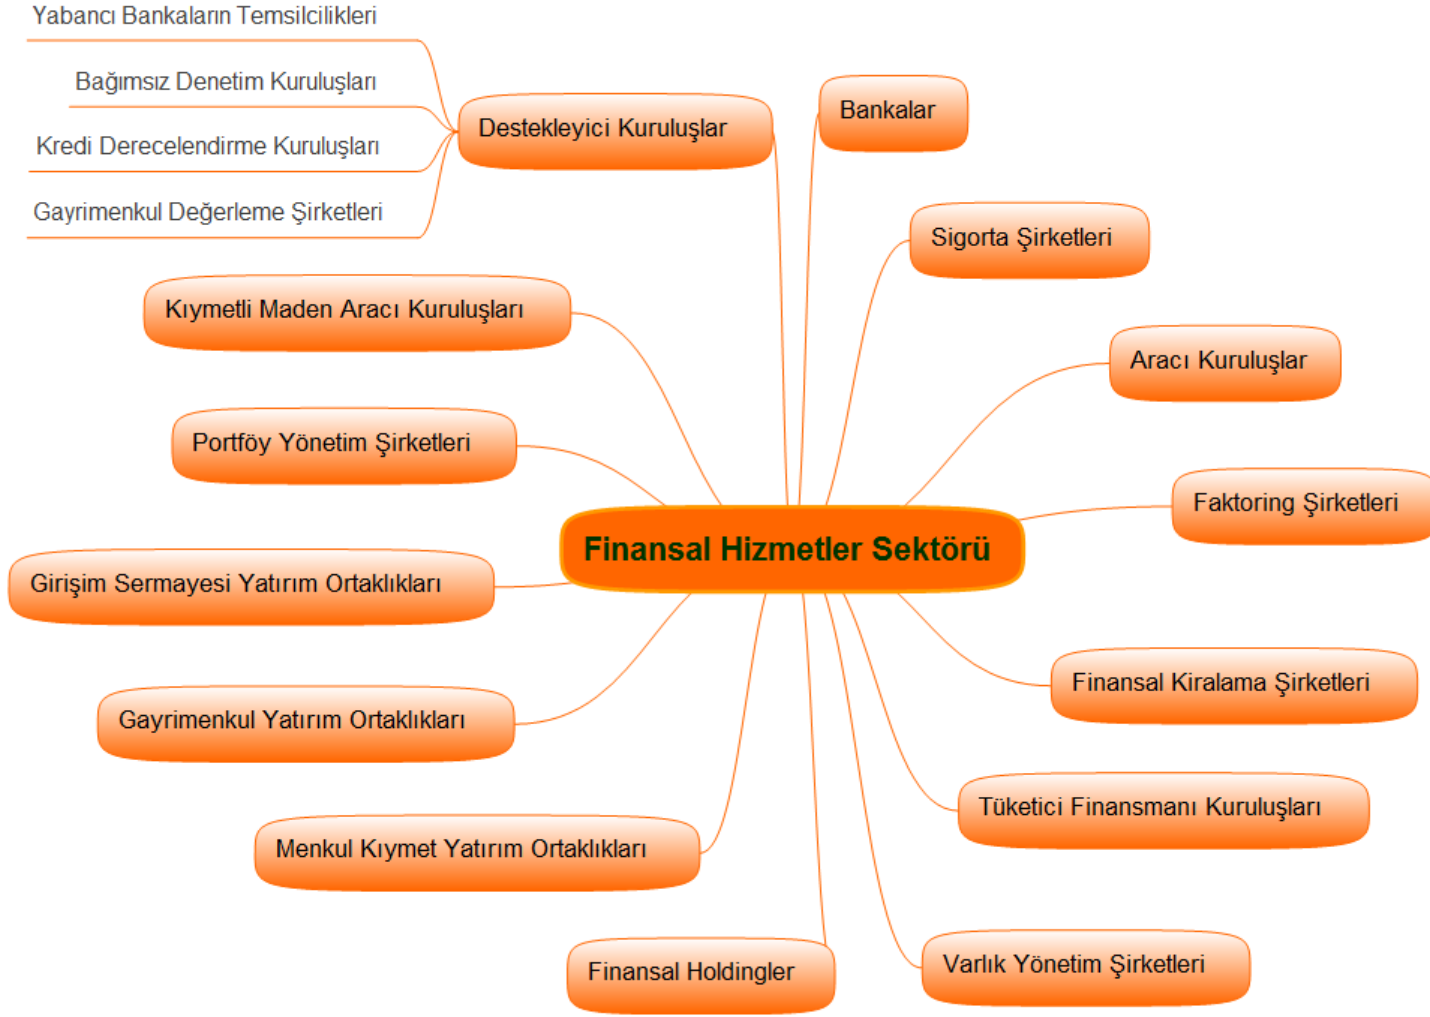 Yabancı Bankaların Temsilcilikleri
Bağımsız Denetim Kuruluşları
Kredi Derecelendirme Kuruluşları
Gayrimenkul Değerleme Şirketleri
Destekleyici Kuruluşlar
Bankalar
Sigorta Şirketleri
Kıymetli Maden Aracı Kuruluşları
Aracı Kuruluşlar
Portföy Yönetim Şirketleri
Faktoring Şirketleri
Finansal Hizmetler Sektörü
Girişim Sermayesi Yatırım Ortaklıkları
Finansal Kiralama Şirketleri
Gayrimenkul Yatırım Ortaklıkları
Tüketici Finansmanı Kuruluşları
Menkul Kıymet Yatırım Ortaklıkları
Varlık Yönetim Şirketleri
Finansal Holdingler